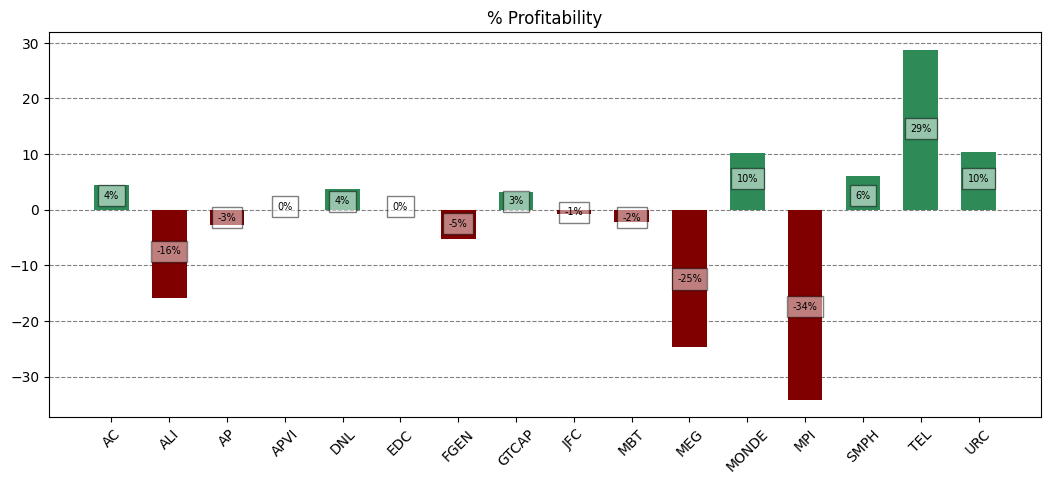 % Profitability
30
20
10
0
−10
−20
−30
4%
-16%
-3%
0%
4%
0%
-5%
3%
-1%
-2%
-25%
10%
-34%
6%
29%
10%
AC
ALI
AP
APVI
DNL
EDC
FGEN
GTCAP
JFC
MBT
MEG
MONDE
MPI
SMPH
TEL
URC